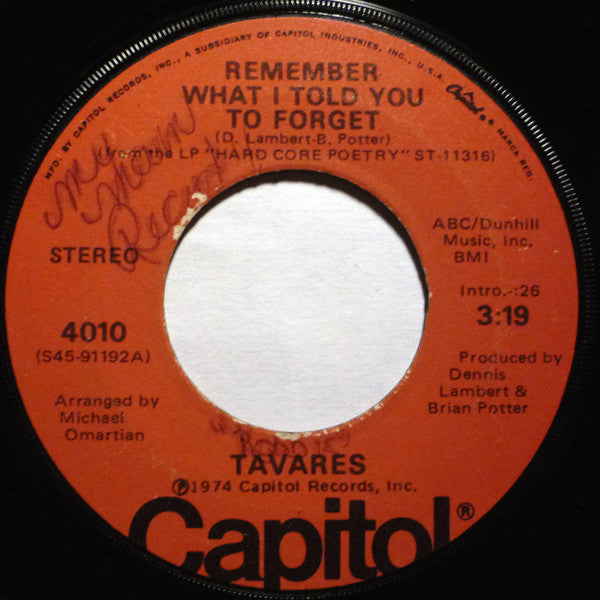 MFG. BY CAPITOL RECORDS, INC., A SUBSIDIARY OF CAPITOL INDUSTRIES, INC., U.S.A. Capitol® MARCA REG.
REMEMBER
WHAT I TOLD YOU
TO FORGET
(D. Lambert-B. Potter)
(from the LP "HARD CORE POETRY" ST-11316)
My
Record
STEREO
ABC/Dunhill
Music, Inc.
BMI
Intro.-:26
3:19
4010
(S45-91192A)
Produced by
Dennis
Lambert &
Brian Potter
Arranged by
Michael
Omartian
TAVARES
Ⓟ1974 Capitol Records, Inc.
Capitol®